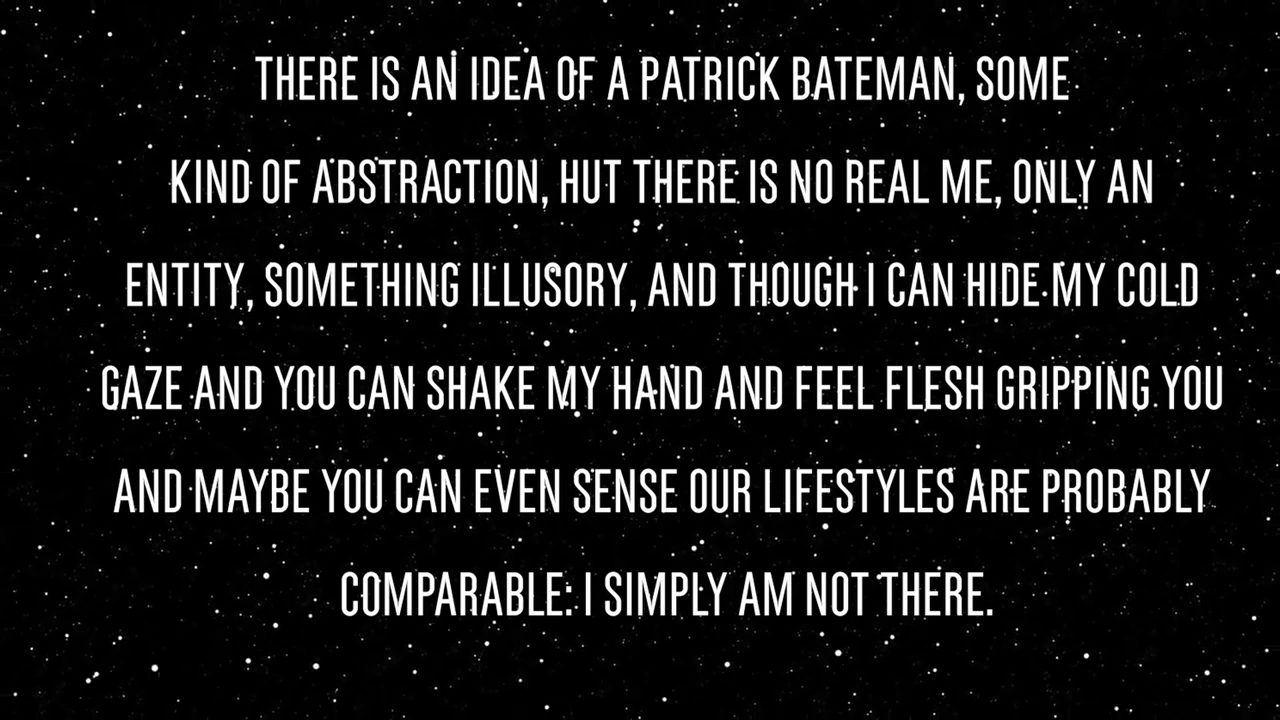 THERE IS AN IDEA OF A PATRICK BATEMAN, SOME
KIND OF ABSTRACTION, HUT THERE IS NO REAL ME, ONLY AN
ENTITY, SOMETHING ILLUSORY, AND THOUGH I CAN HIDE MY COLD
GAZE AND YOU CAN SHAKE MY HAND AND FEEL FLESH GRIPPING YOU
AND MAYBE YOU CAN EVEN SENSE OUR LIFESTYLES ARE PROBABLY
COMPARABLE: I SIMPLY AM NOT THERE.